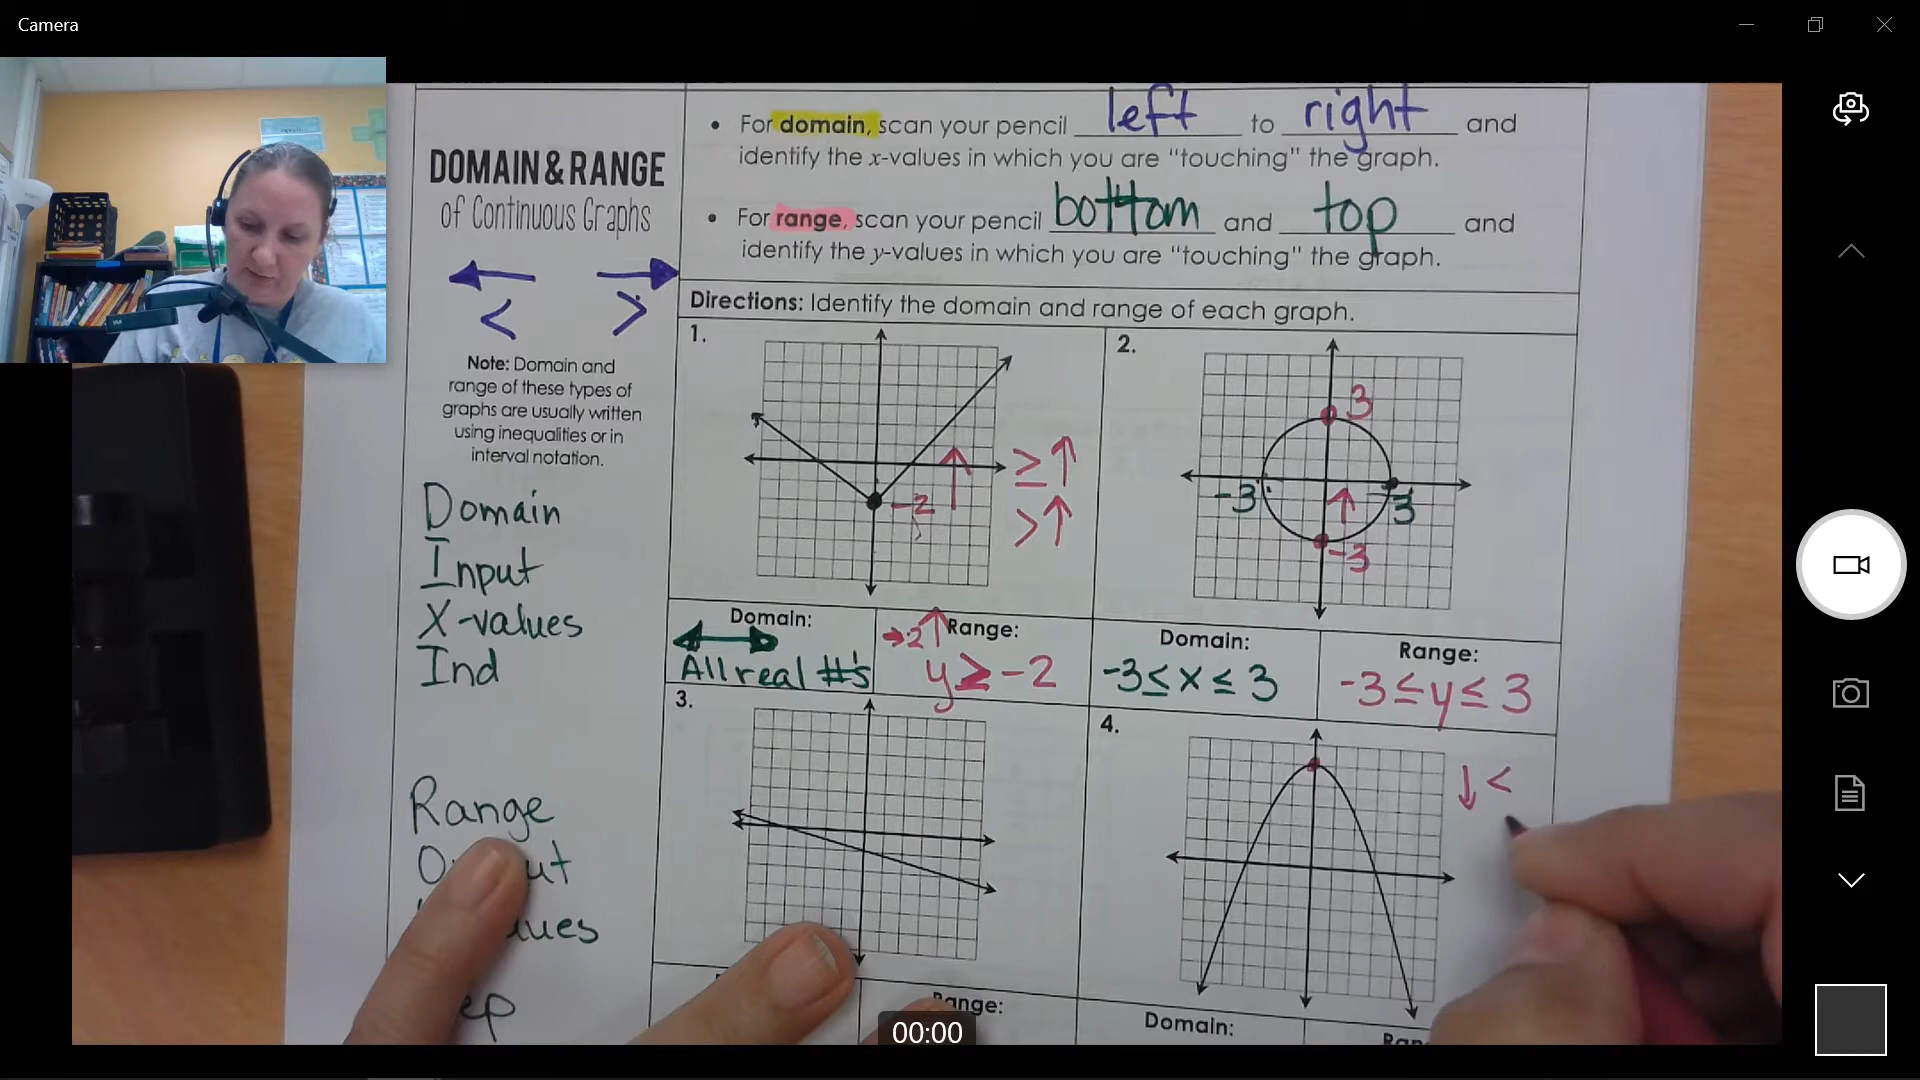 Camera
• For domain, scan your pencil left to right and
identify the x-values in which you are “touching” the graph.
DOMAIN & RANGE
of Continuous Graphs
• For range, scan your pencil bottom and top and
identify the y-values in which you are “touching” the graph.
< >
Note: Domain and
range of these types of
graphs are usually written
using inequalities or in
interval notation.
Domain
Input
X-values
Ind
Range
Directions: Identify the domain and range of each graph.
1.
-2
≥↑
>↑
2.
3
-3 3
-3
Domain:
All real #'s
Range:
y ≥ -2
Domain:
-3 ≤ x ≤ 3
Range:
-3 ≤ y ≤ 3
3.
4.
↓ <
Range:
Domain:
00:00